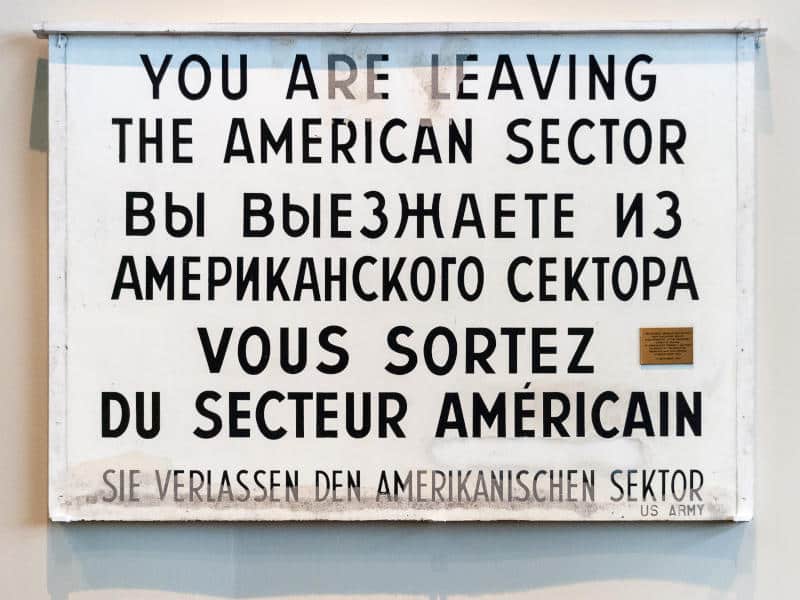 YOU ARE LEAVING
THE AMERICAN SECTOR
ВЫ ВЫЕЗЖАЕТЕ ИЗ
АМЕРИКАНСКОГО СЕКТОРА
VOUS SORTEZ
DU SECTEUR AMÉRICAIN
SIE VERLASSEN DEN AMERIKANISCHEN SEKTOR
US ARMY